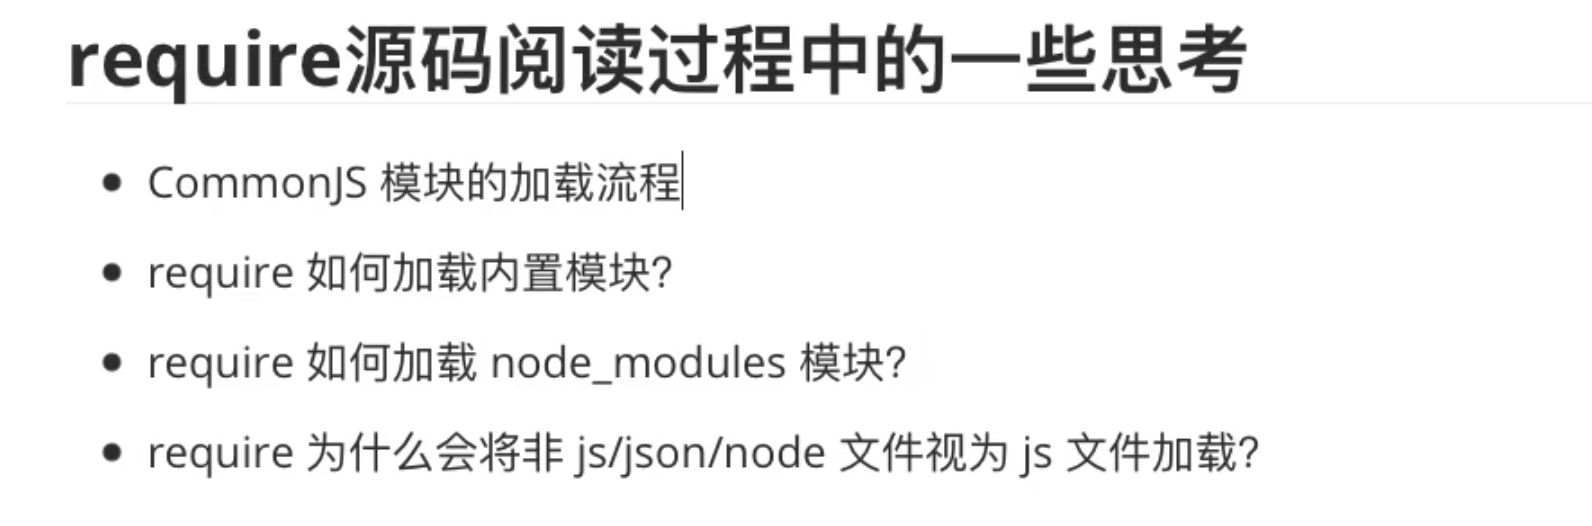 require源码阅读过程中的一些思考
CommonJS 模块的加载流程
require 如何加载内置模块?
require 如何加载 node_modules 模块?
require 为什么会将非 js/json/node 文件视为 js 文件加载?